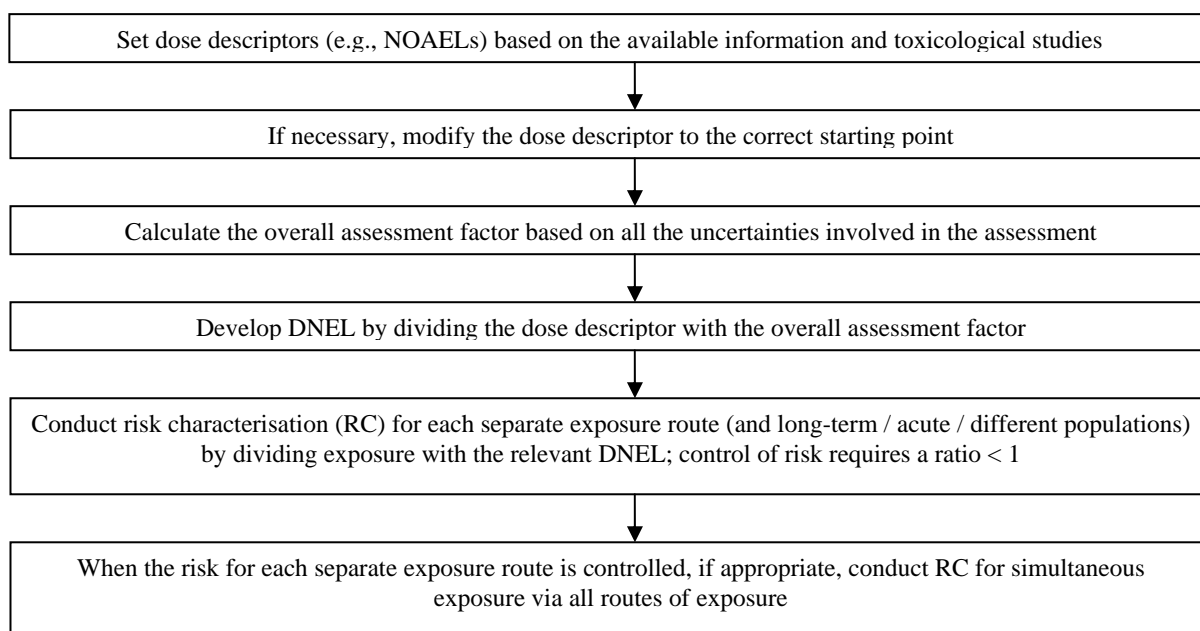 Set dose descriptors (e.g., NOAELs) based on the available information and toxicological studies
If necessary, modify the dose descriptor to the correct starting point
Calculate the overall assessment factor based on all the uncertainties involved in the assessment
Develop DNEL by dividing the dose descriptor with the overall assessment factor
Conduct risk characterisation (RC) for each separate exposure route (and long-term / acute / different populations)
by dividing exposure with the relevant DNEL; control of risk requires a ratio < 1
When the risk for each separate exposure route is controlled, if appropriate, conduct RC for simultaneous
exposure via all routes of exposure